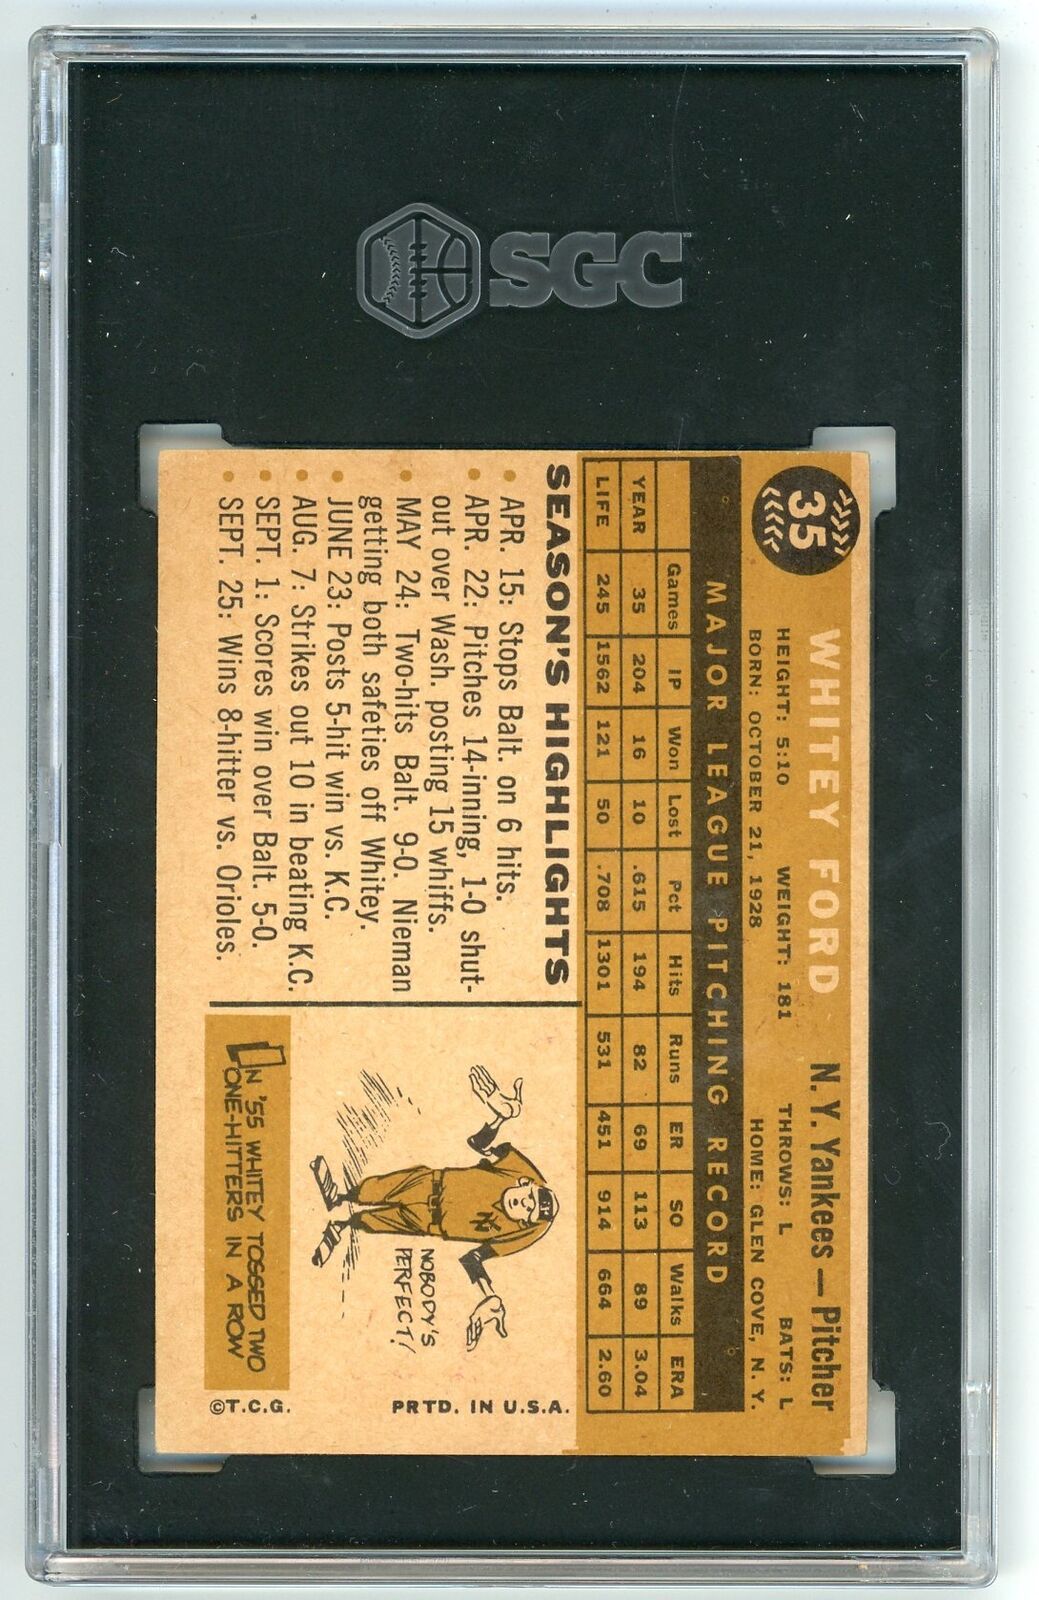 SGC
35
WHITEY FORD N. Y. Yankees — Pitcher
HEIGHT: 5:10 WEIGHT: 181 THROWS: L BATS: L
BORN: OCTOBER 21, 1928 HOME: GLEN COVE, N. Y.
MAJOR LEAGUE PITCHING RECORD
Games IP Won Lost Pct Hits Runs ER SO Walks ERA
YEAR 35 204 16 10 .615 194 82 69 113 89 3.04
LIFE 245 1562 121 50 .708 1301 531 451 914 664 2.60
SEASON'S HIGHLIGHTS
• APR. 15: Stops Balt. on 6 hits.
• APR. 22: Pitches 14-inning, 1-0 shut-
out over Wash. posting 15 whiffs.
• MAY 24: Two-hits Balt. 9-0. Nieman
getting both safeties off Whitey.
• JUNE 23: Posts 5-hit win vs. K.C.
• AUG. 7: Strikes out 10 in beating K.C.
• SEPT. 1: Scores win over Balt. 5-0.
• SEPT. 25: Wins 8-hitter vs. Orioles.
NY
NOBODY'S
PERFECT!
IN '55 WHITEY TOSSED TWO
ONE-HITTERS IN A ROW
©T.C.G. PRTD. IN U.S.A.